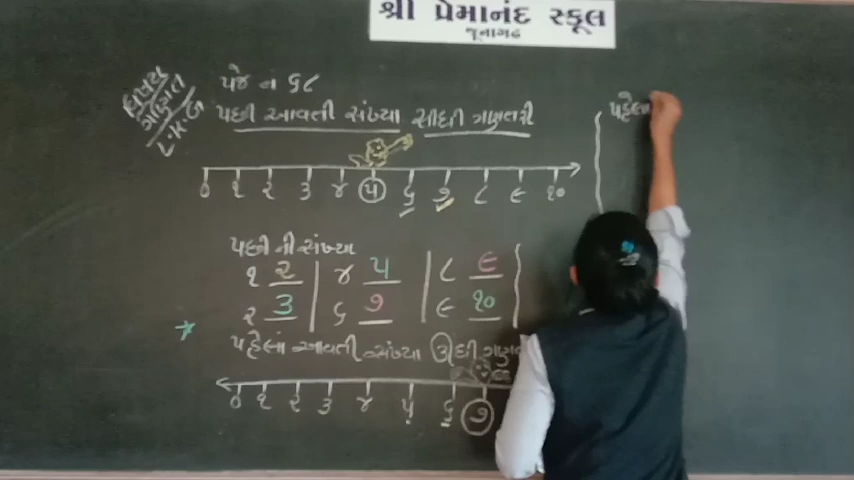 શ્રી પ્રેમાનંદ સ્કૂલ
જૂનાગઢ
વિષય
ગણિત
L.K.G
પેજ નં ૬૮
પછી આવતી સંખ્યા સીધી ગણતરી
૦ ૧ ૨ ૩ ૪ ૫ ૬ ૭ ૮ ૯ ૧૦
પછી ની સંખ્યા
૧ ૨ ૪ ૫ ૮ ૯
૨ ૩ ૬ ૭ ૯ ૧૦
પહેલાં આવતી સંખ્યા ઊંધી
૦ ૧ ૨ ૩ ૪ ૫ ૬ ૭
પહેલા